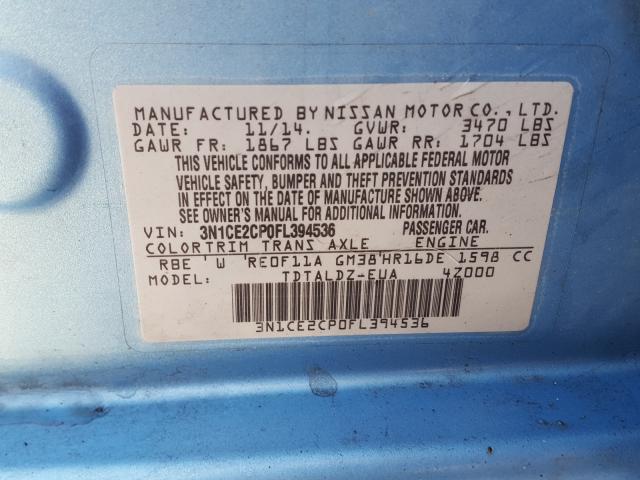 MANUFACTURED BY NISSAN MOTOR CO., LTD.
DATE: 11/14. GVWR: 3470 LBS
GAWR FR: 1867 LBS GAWR RR: 1704 LBS
THIS VEHICLE CONFORMS TO ALL APPLICABLE FEDERAL MOTOR
VEHICLE SAFETY, BUMPER AND THEFT PREVENTION STANDARDS
IN EFFECT ON THE DATE OF MANUFACTURE SHOWN ABOVE.
SEE OWNER'S MANUAL FOR ADDITIONAL INFORMATION.
VIN: 3N1CE2CP0FL394536 PASSENGER CAR.
COLOR TRIM TRANS AXLE ENGINE
RBE ' W 'RE0F11A GM38'HR16DE 1598 CC
MODEL: TDTALDZ-EUA 4Z000
3N1CE2CP0FL394536